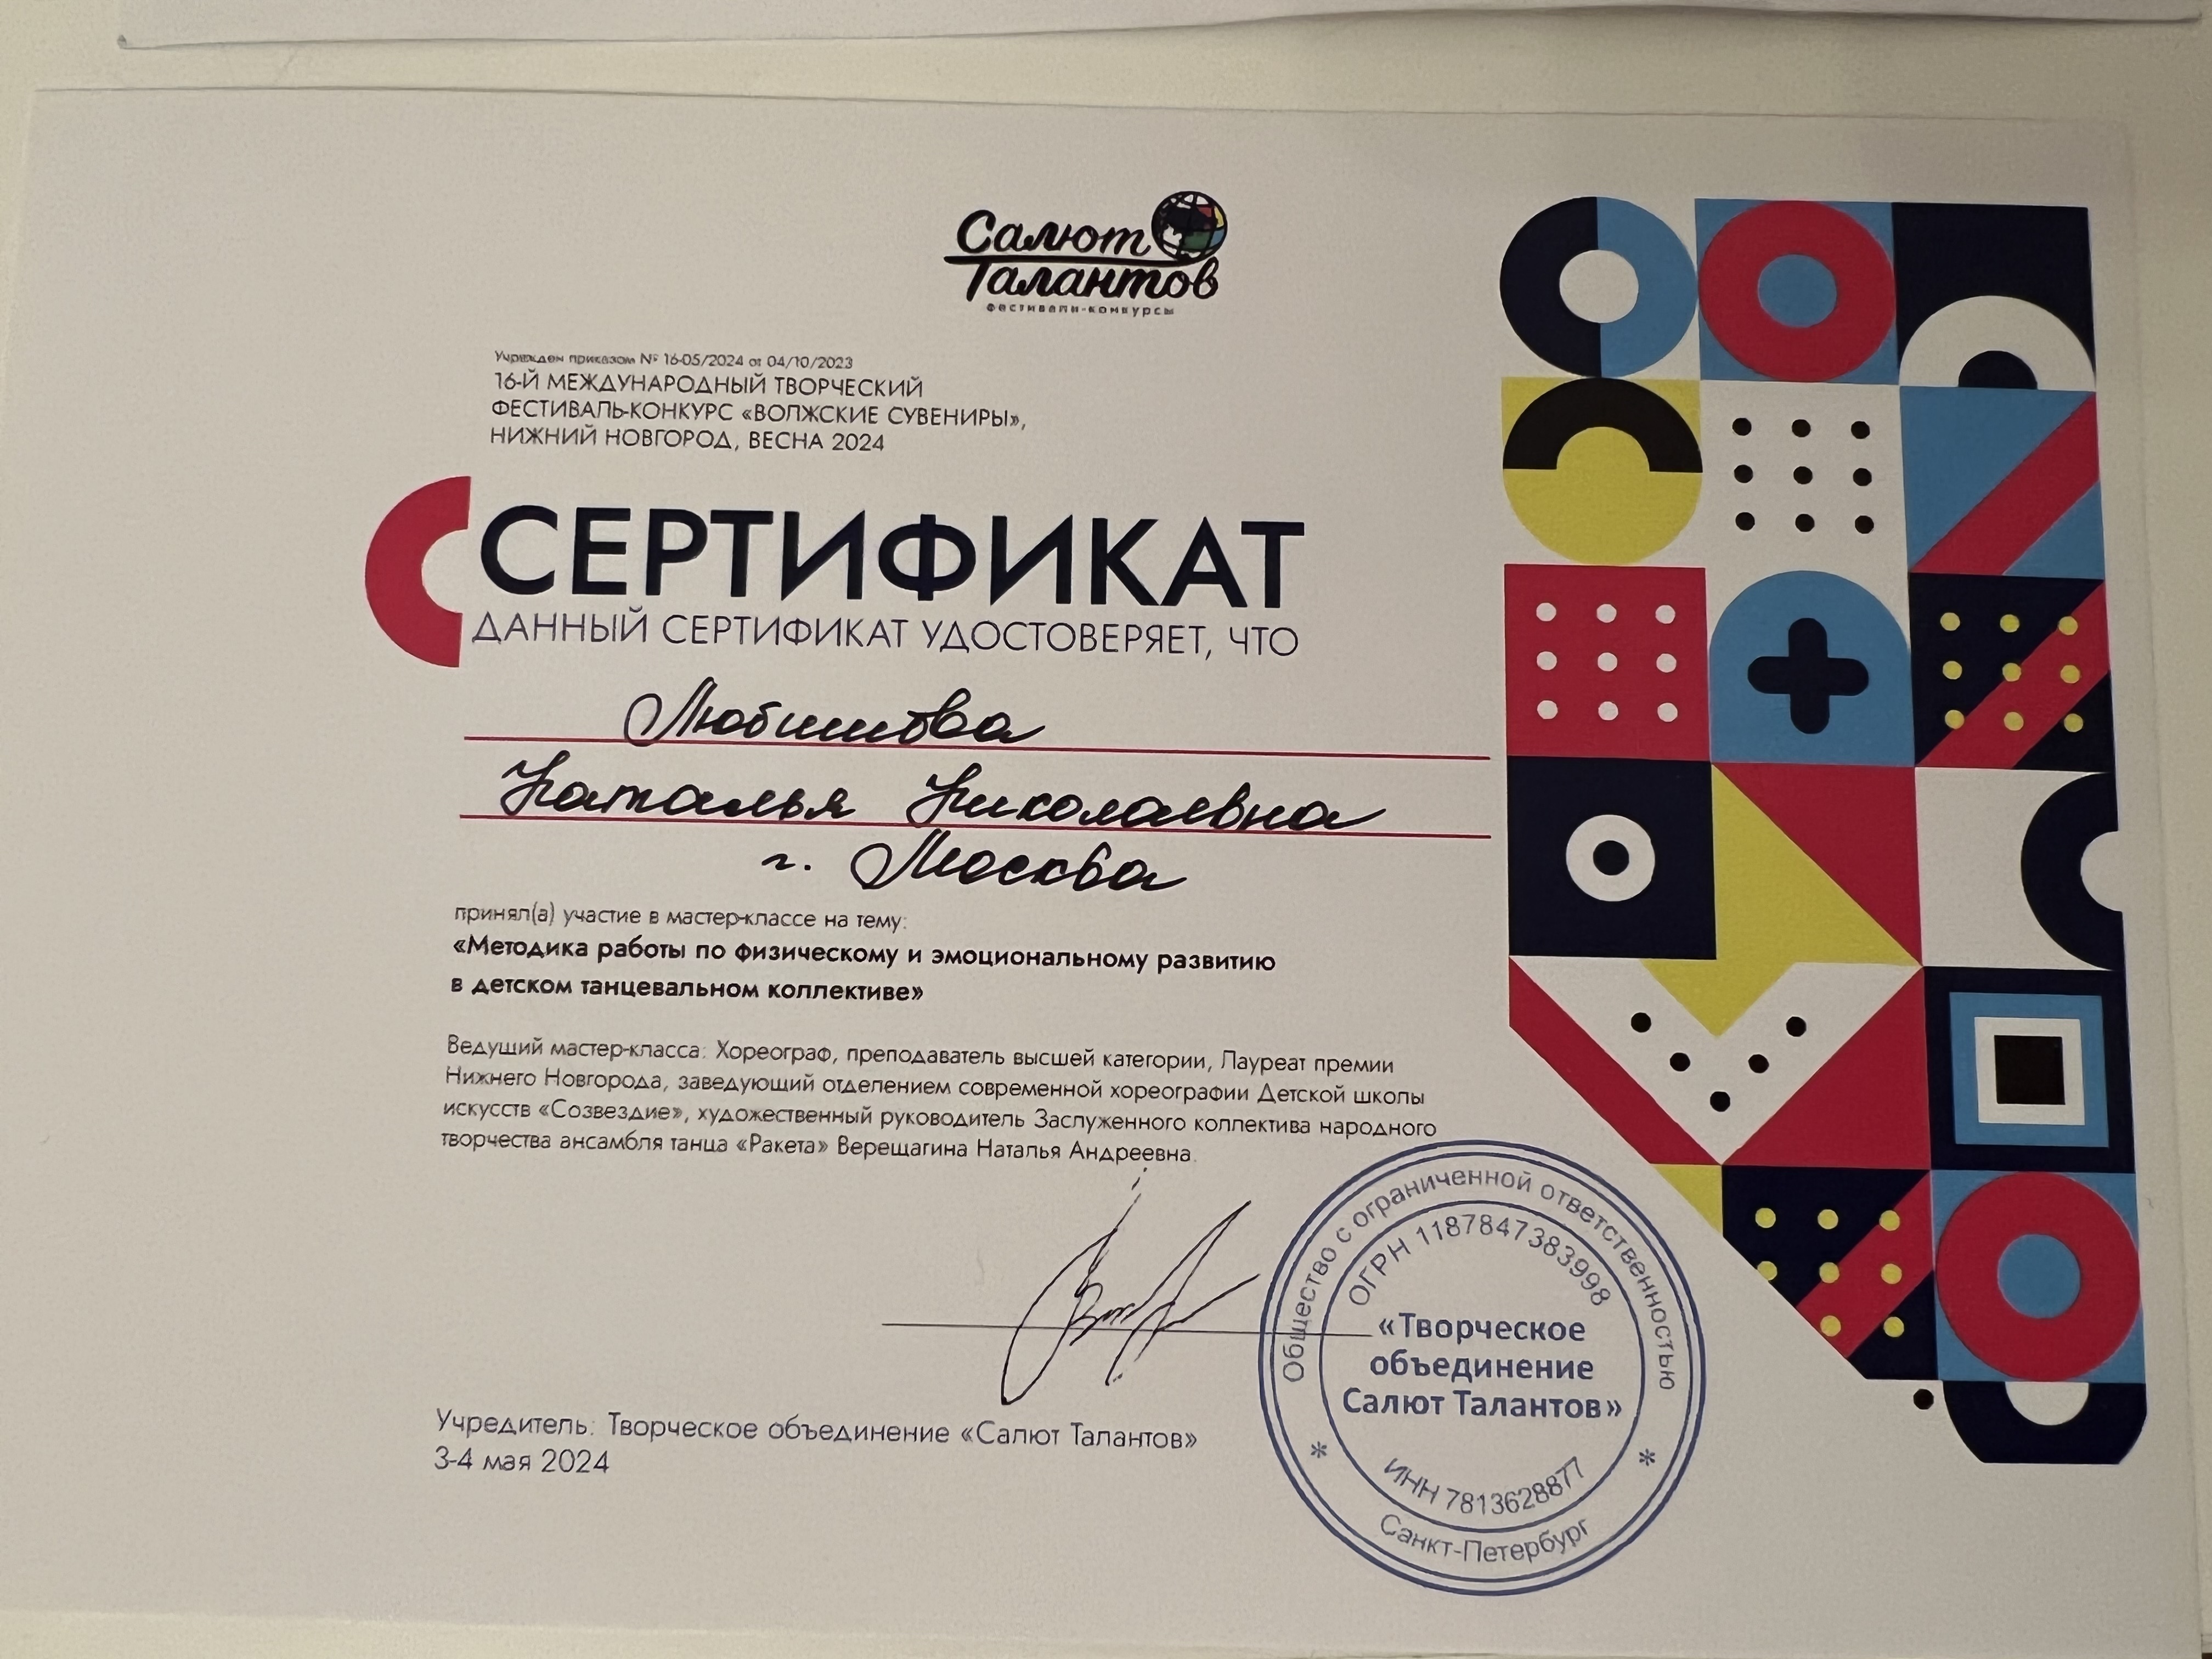 Салют
Талантов
фестивали-конкурсы
Учрежден приказом № 16-05/2024 от 04/10/2023
16-Й МЕЖДУНАРОДНЫЙ ТВОРЧЕСКИЙ
ФЕСТИВАЛЬ-КОНКУРС «ВОЛЖСКИЕ СУВЕНИРЫ»,
НИЖНИЙ НОВГОРОД, ВЕСНА 2024
СЕРТИФИКАТ
ДАННЫЙ СЕРТИФИКАТ УДОСТОВЕРЯЕТ, ЧТО
Наталья Николаевна
г. Москва
принял(а) участие в мастер-классе на тему:
«Методика работы по физическому и эмоциональному развитию
в детском танцевальном коллективе»
Ведущий мастер-класса: Хореограф, преподаватель высшей категории, Лауреат премии
Нижнего Новгорода, заведующий отделением современной хореографии Детской школы
искусств «Созвездие», художественный руководитель Заслуженного коллектива народного
творчества ансамбля танца «Ракета» Верещагина Наталья Андреевна.
Общество с ограниченной ответственностью
ОГРН 1187847383998
«Творческое
объединение
Салют Талантов»
ИНН 7813628877
Санкт-Петербург
Учредитель: Творческое объединение «Салют Талантов»
3-4 мая 2024